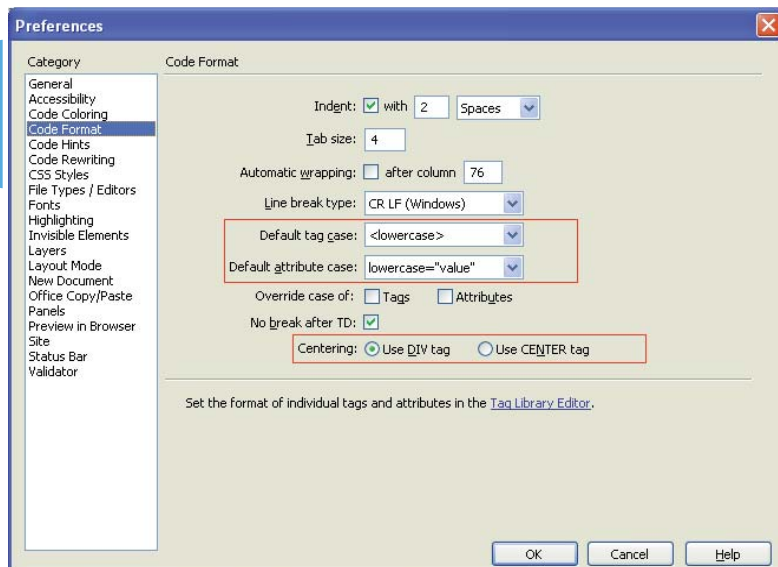 Preferences
Category
General
Accessibility
Code Coloring
Code Format
Code Hints
Code Rewriting
CSS Styles
File Types / Editors
Fonts
Highlighting
Invisible Elements
Layers
Layout Mode
New Document
Office Copy/Paste
Panels
Preview in Browser
Site
Status Bar
Validator
Code Format
Indent: with 2 Spaces
Tab size: 4
Automatic wrapping: after column 76
Line break type: CR LF (Windows)
Default tag case: <lowercase>
Default attribute case: lowercase="value"
Override case of: Tags Attributes
No break after TD:
Centering: Use DIV tag Use CENTER tag
Set the format of individual tags and attributes in the Tag Library Editor.
OK Cancel Help